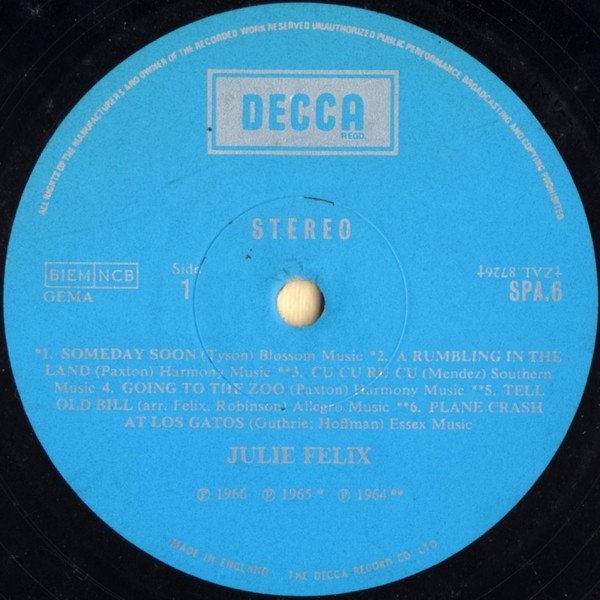 ALL RIGHTS OF THE MANUFACTURERS AND OWNER OF THE RECORDED WORK RESERVED UNAUTHORIZED PUBLIC PERFORMANCE BROADCASTING AND COPYING PROHIBITED
DECCA
REGD.
STEREO
BIEM NCB
GEMA
Side
1
‡ZAL 8726‡
SPA.6
*1. SOMEDAY SOON (Tyson) Blossom Music *2. A RUMBLING IN THE
LAND (Paxton) Harmony Music **3. CU CU RU CU (Mendez) Southern
Music 4. GOING TO THE ZOO (Paxton) Harmony Music **5. TELL
OLD BILL (arr. Felix, Robinson) Allegro Music **6. PLANE CRASH
AT LOS GATOS (Guthrie; Hoffman) Essex Music
JULIE FELIX
℗ 1966 ℗ 1965 * ℗ 1964 **
MADE IN ENGLAND THE DECCA RECORD CO. LTD